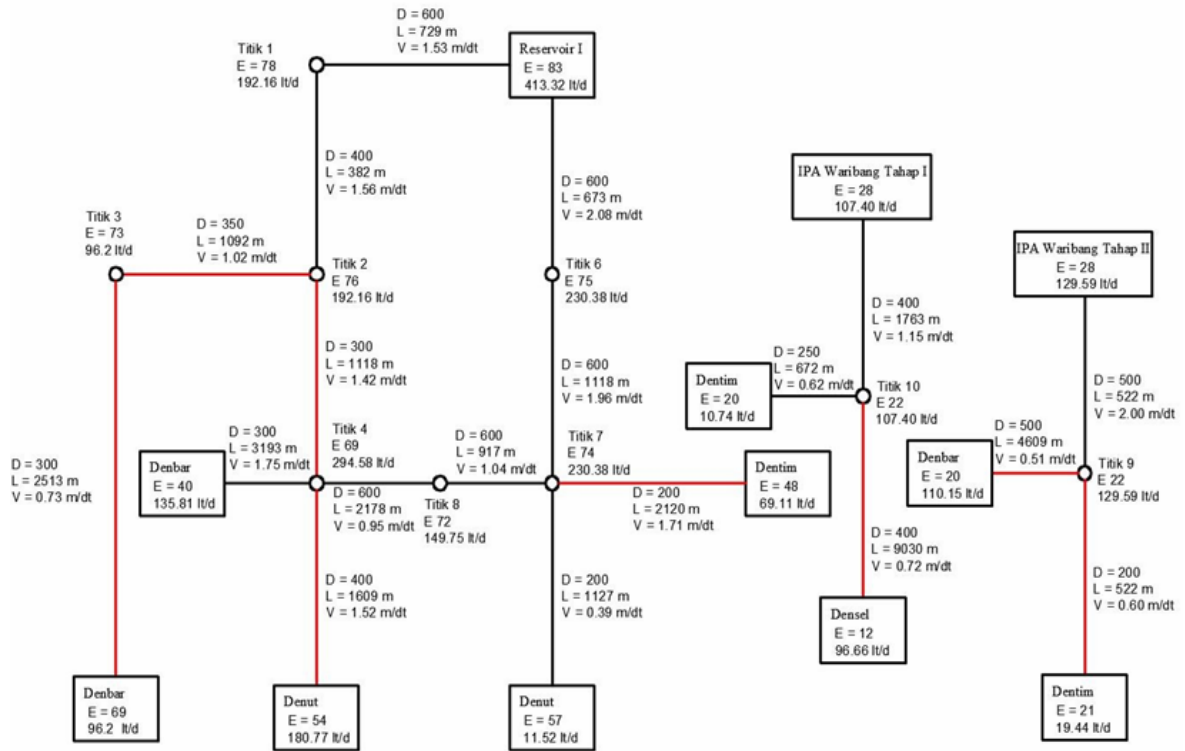 D = 600
L = 729 m
V = 1.53 m/dt
Titik 1
E = 78
192.16 lt/d
Reservoir I
E = 83
413.32 lt/d
D = 400
L = 382 m
V = 1.56 m/dt
D = 600
L = 673 m
V = 2.08 m/dt
IPA Waribang Tahap I
E = 28
107.40 lt/d
Titik 3
E = 73
96.2 lt/d
D = 350
L = 1092 m
V = 1.02 m/dt
Titik 2
E 76
192.16 lt/d
Titik 6
E 75
230.38 lt/d
IPA Waribang Tahap II
E = 28
129.59 lt/d
D = 400
L = 1763 m
V = 1.15 m/dt
D = 300
L = 1118 m
V = 1.42 m/dt
D = 600
L = 1118 m
V = 1.96 m/dt
D = 250
L = 672 m
V = 0.62 m/dt
Dentim
E = 20
10.74 lt/d
Titik 10
E 22
107.40 lt/d
D = 500
L = 522 m
V = 2.00 m/dt
D = 300
L = 3193 m
V = 1.75 m/dt
Titik 4
E 69
294.58 lt/d
D = 600
L = 917 m
V = 1.04 m/dt
Titik 7
E 74
230.38 lt/d
D = 500
L = 4609 m
V = 0.51 m/dt
Denbar
E = 20
110.15 lt/d
Titik 9
E 22
129.59 lt/d
D = 300
L = 2513 m
V = 0.73 m/dt
Denbar
E = 40
135.81 lt/d
D = 600
L = 2178 m
V = 0.95 m/dt
Titik 8
E 72
149.75 lt/d
D = 200
L = 2120 m
V = 1.71 m/dt
Dentim
E = 48
69.11 lt/d
D = 400
L = 9030 m
V = 0.72 m/dt
D = 400
L = 1609 m
V = 1.52 m/dt
D = 200
L = 1127 m
V = 0.39 m/dt
D = 200
L = 522 m
V = 0.60 m/dt
Densel
E = 12
96.66 lt/d
Denbar
E = 69
96.2 lt/d
Denut
E = 54
180.77 lt/d
Denut
E = 57
11.52 lt/d
Dentim
E = 21
19.44 lt/d